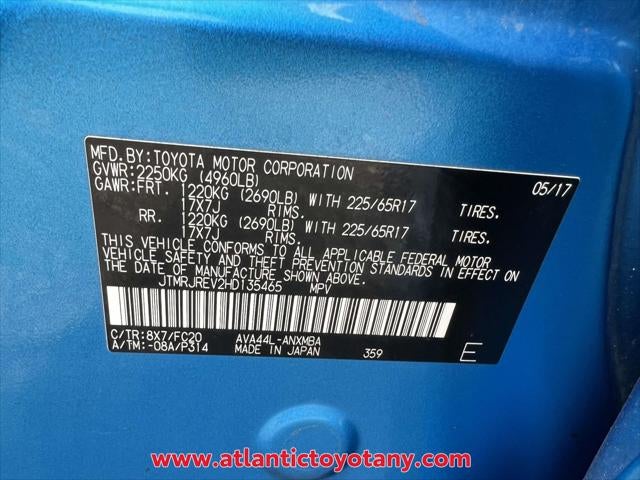 MFD.BY:TOYOTA MOTOR CORPORATION 05/17
GVWR:2250KG (4960LB)
GAWR:FRT. 1220KG (2690LB) WITH 225/65R17 TIRES.
17X7J RIMS.
RR. 1220KG (2690LB) WITH 225/65R17 TIRES.
17X7J RIMS.
THIS VEHICLE CONFORMS TO ALL APPLICABLE FEDERAL MOTOR
VEHICLE SAFETY AND THEFT PREVENTION STANDARDS IN EFFECT ON
THE DATE OF MANUFACTURE SHOWN ABOVE.
JTMRJREV2HD135465 MPV
C/TR:8X7/FC20 AVA44L-ANXMBA
A/TM:-08A/P314 MADE IN JAPAN 359 E
www.atlantictoyotany.com